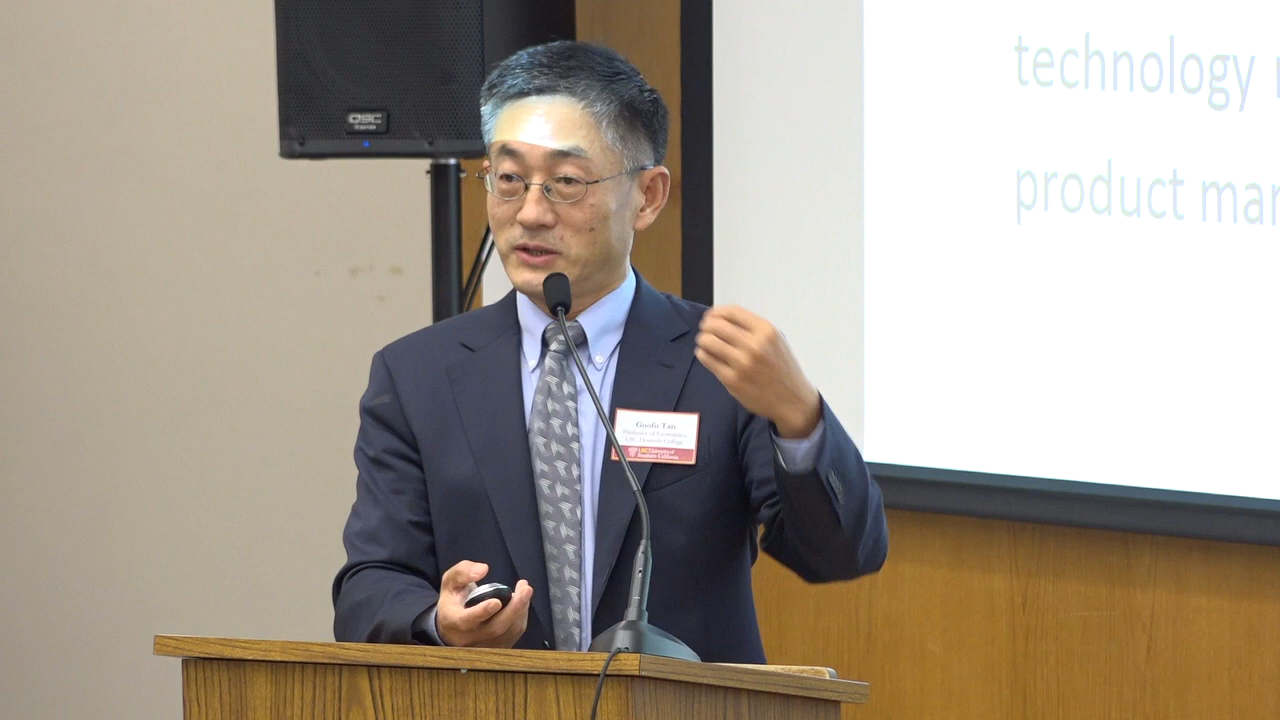 QSC
technology
product mar
Guofu Tan
Professor of Economics,
USC Dornsife College
USC University of
Southern California